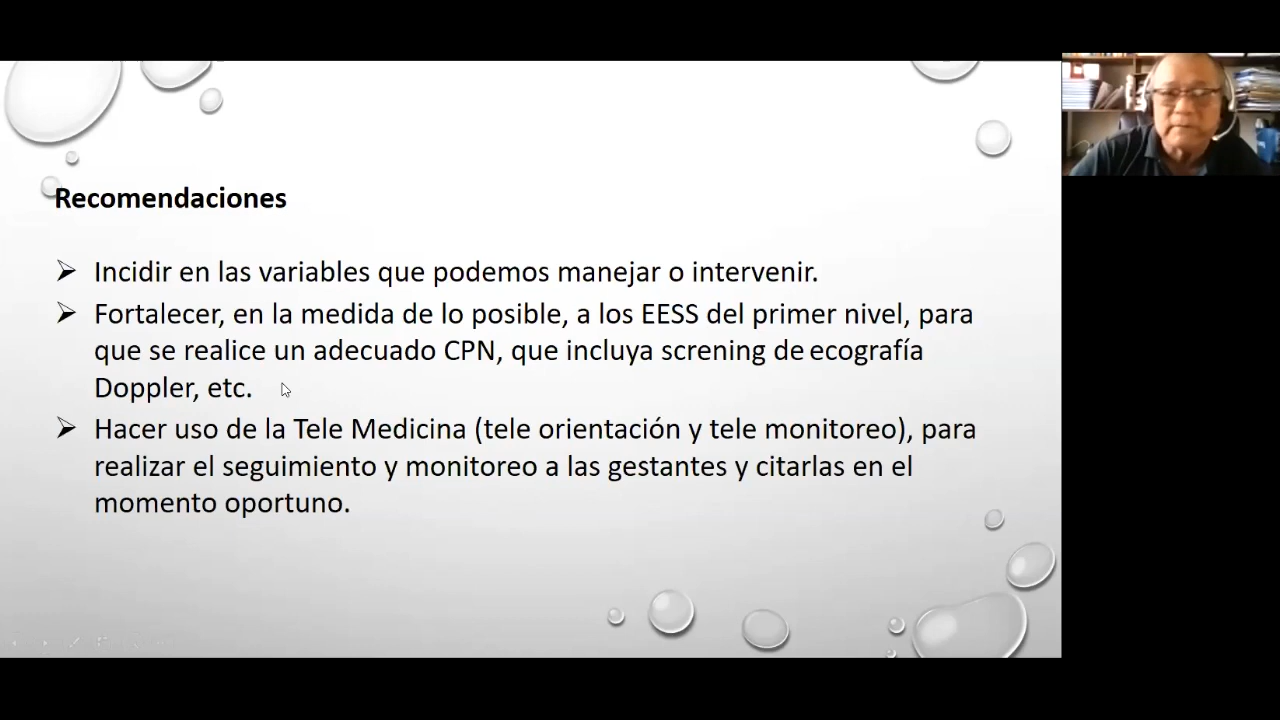 Recomendaciones
Incidir en las variables que podemos manejar o intervenir.
Fortalecer, en la medida de lo posible, a los EESS del primer nivel, para
que se realice un adecuado CPN, que incluya screning de ecografía
Doppler, etc.
Hacer uso de la Tele Medicina (tele orientación y tele monitoreo), para
realizar el seguimiento y monitoreo a las gestantes y citarlas en el
momento oportuno.